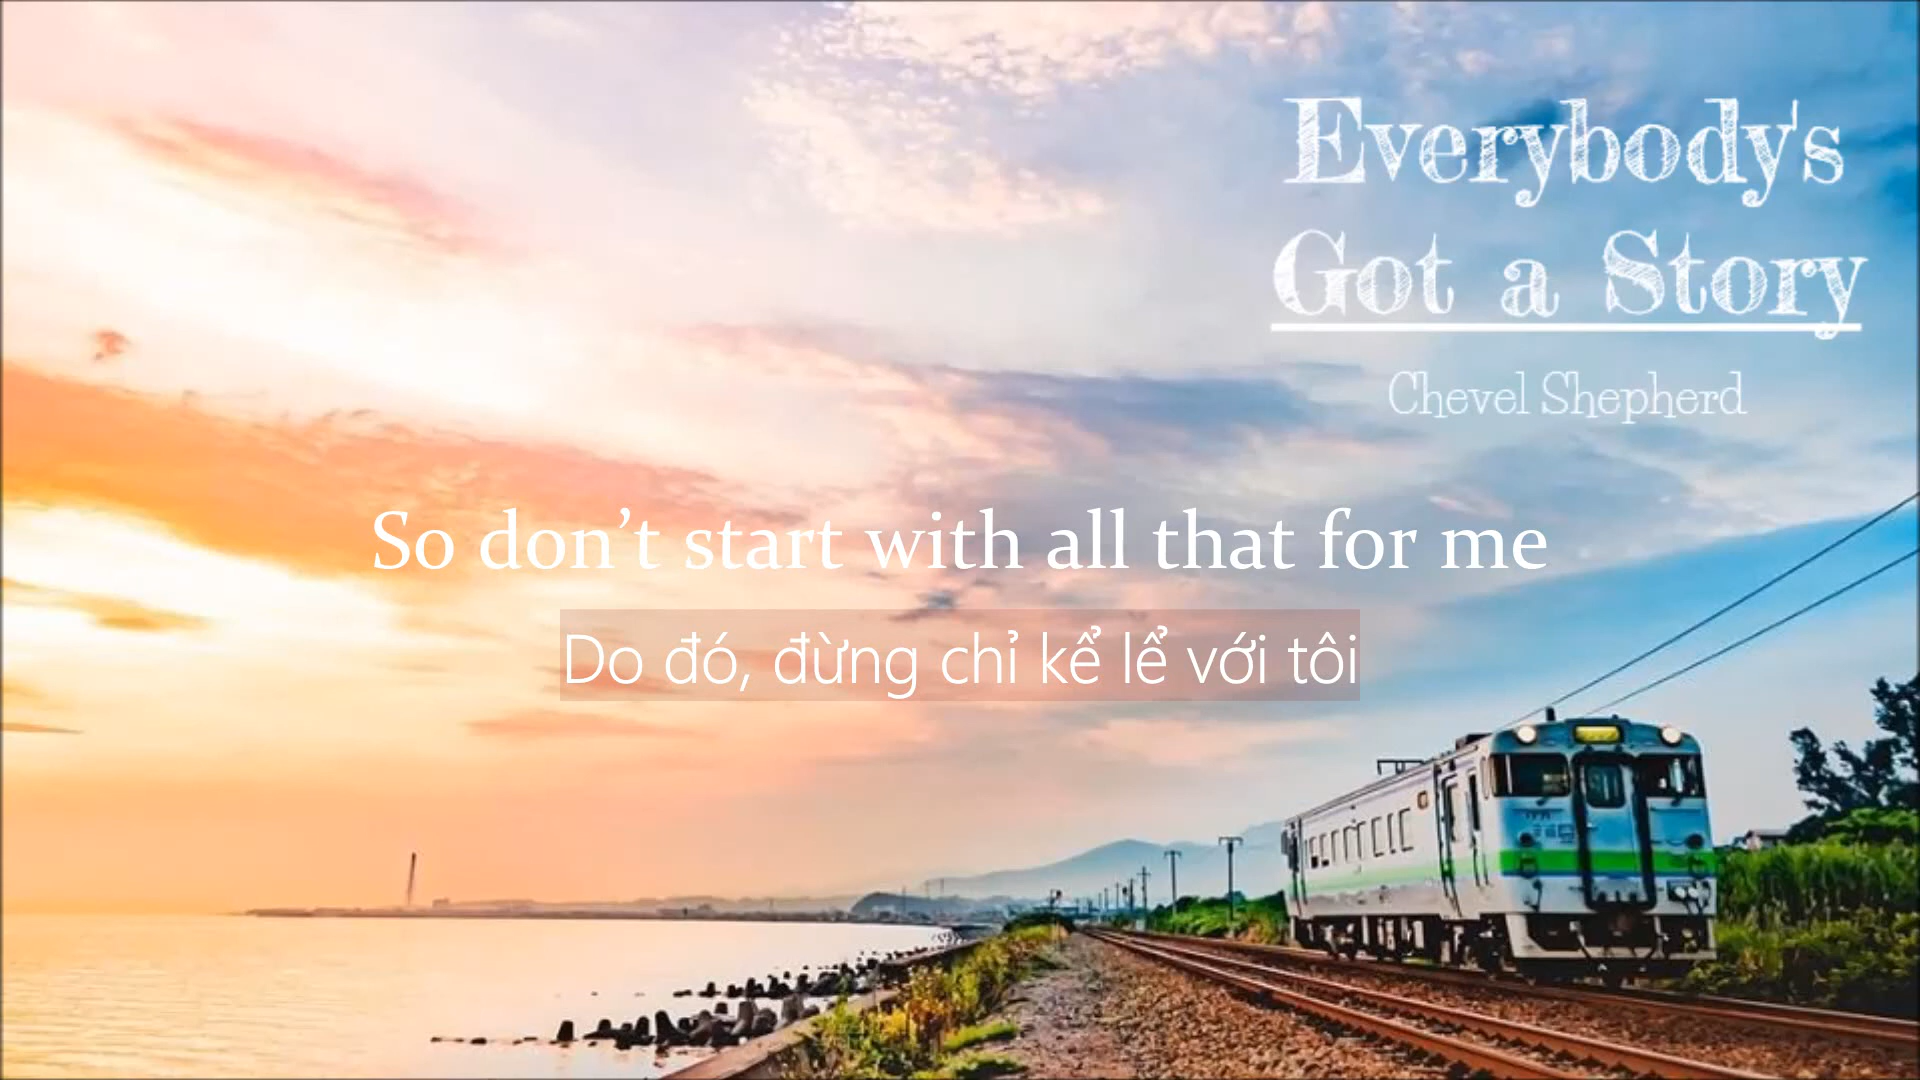 Everybody's
Got a Story
Chevel Shepherd
So don’t start with all that for me
Do đó, đừng chỉ kể lể với tôi